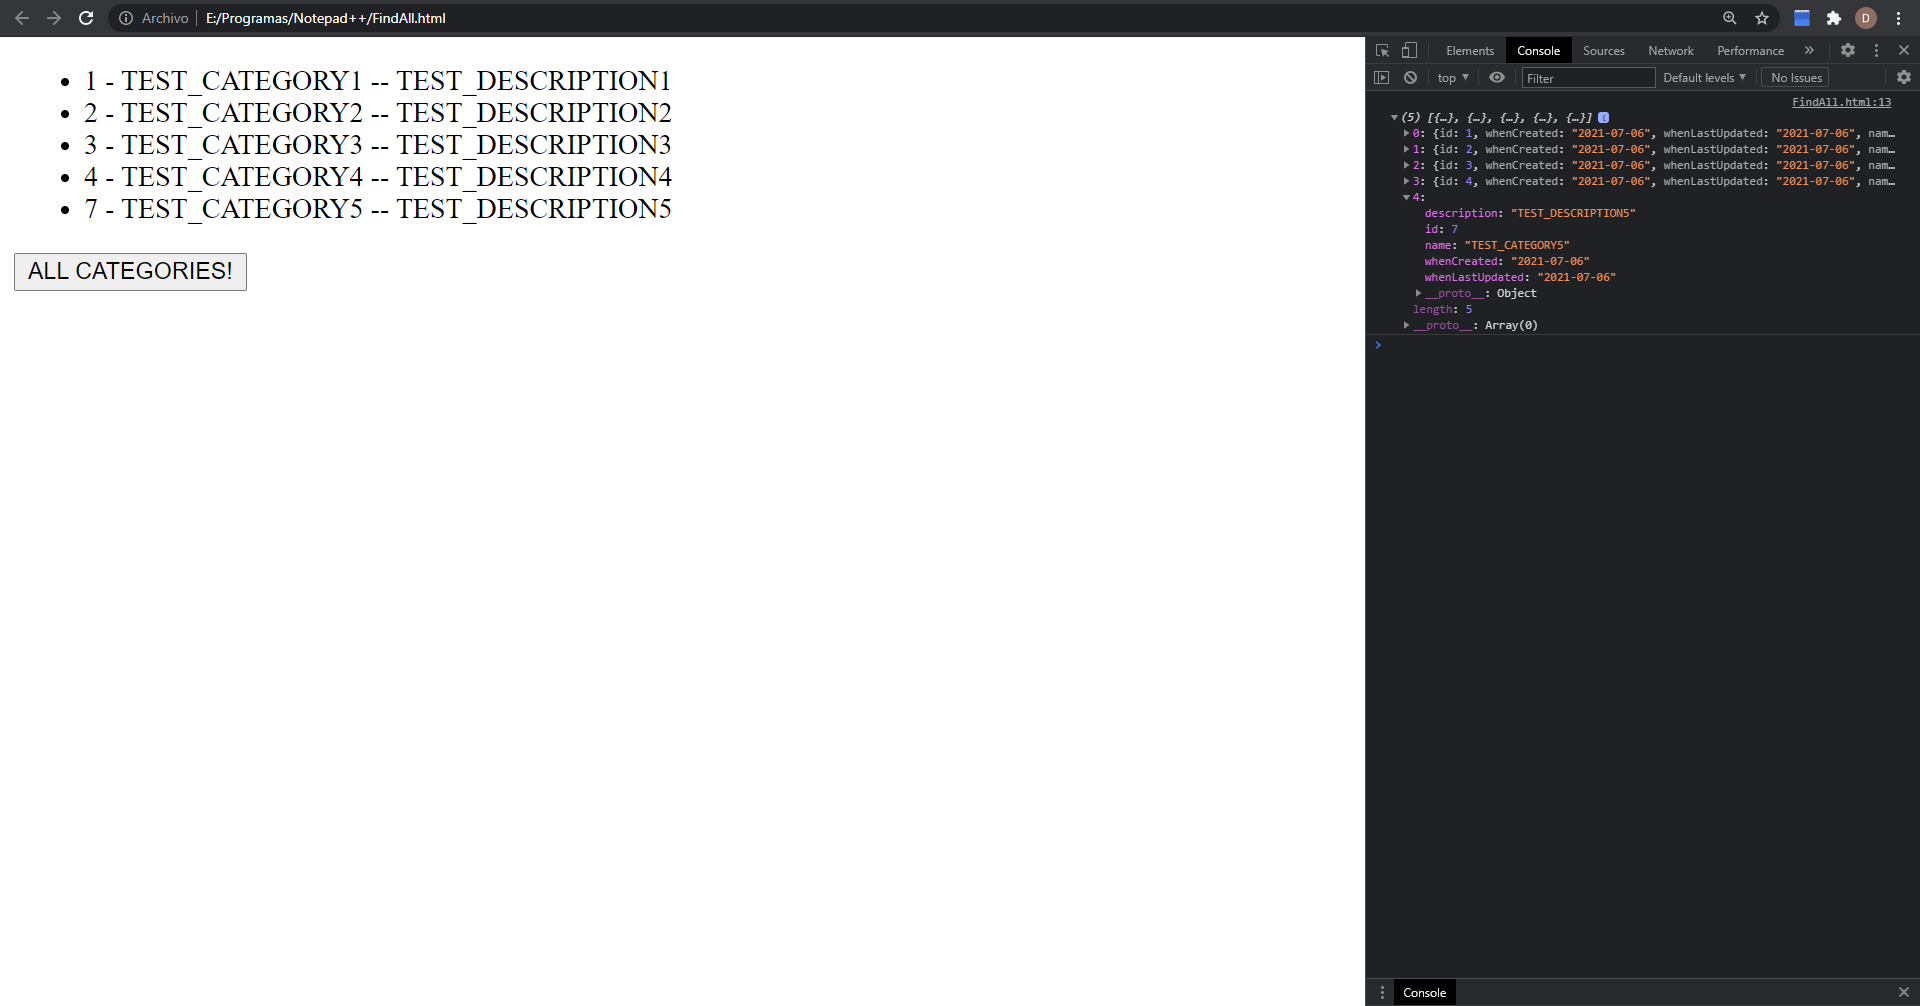 Archivo | E:/Programas/Notepad++/FindAll.html
D
1 - TEST_CATEGORY1 -- TEST_DESCRIPTION1
2 - TEST_CATEGORY2 -- TEST_DESCRIPTION2
3 - TEST_CATEGORY3 -- TEST_DESCRIPTION3
4 - TEST_CATEGORY4 -- TEST_DESCRIPTION4
7 - TEST_CATEGORY5 -- TEST_DESCRIPTION5
ALL CATEGORIES!
Elements Console Sources Network Performance »
top Filter Default levels No Issues
FindAll.html:13
(5) [{…}, {…}, {…}, {…}, {…}] i
0: {id: 1, whenCreated: "2021-07-06", whenLastUpdated: "2021-07-06", nam…
1: {id: 2, whenCreated: "2021-07-06", whenLastUpdated: "2021-07-06", nam…
2: {id: 3, whenCreated: "2021-07-06", whenLastUpdated: "2021-07-06", nam…
3: {id: 4, whenCreated: "2021-07-06", whenLastUpdated: "2021-07-06", nam…
4:
description: "TEST_DESCRIPTION5"
id: 7
name: "TEST_CATEGORY5"
whenCreated: "2021-07-06"
whenLastUpdated: "2021-07-06"
__proto__: Object
length: 5
__proto__: Array(0)
Console